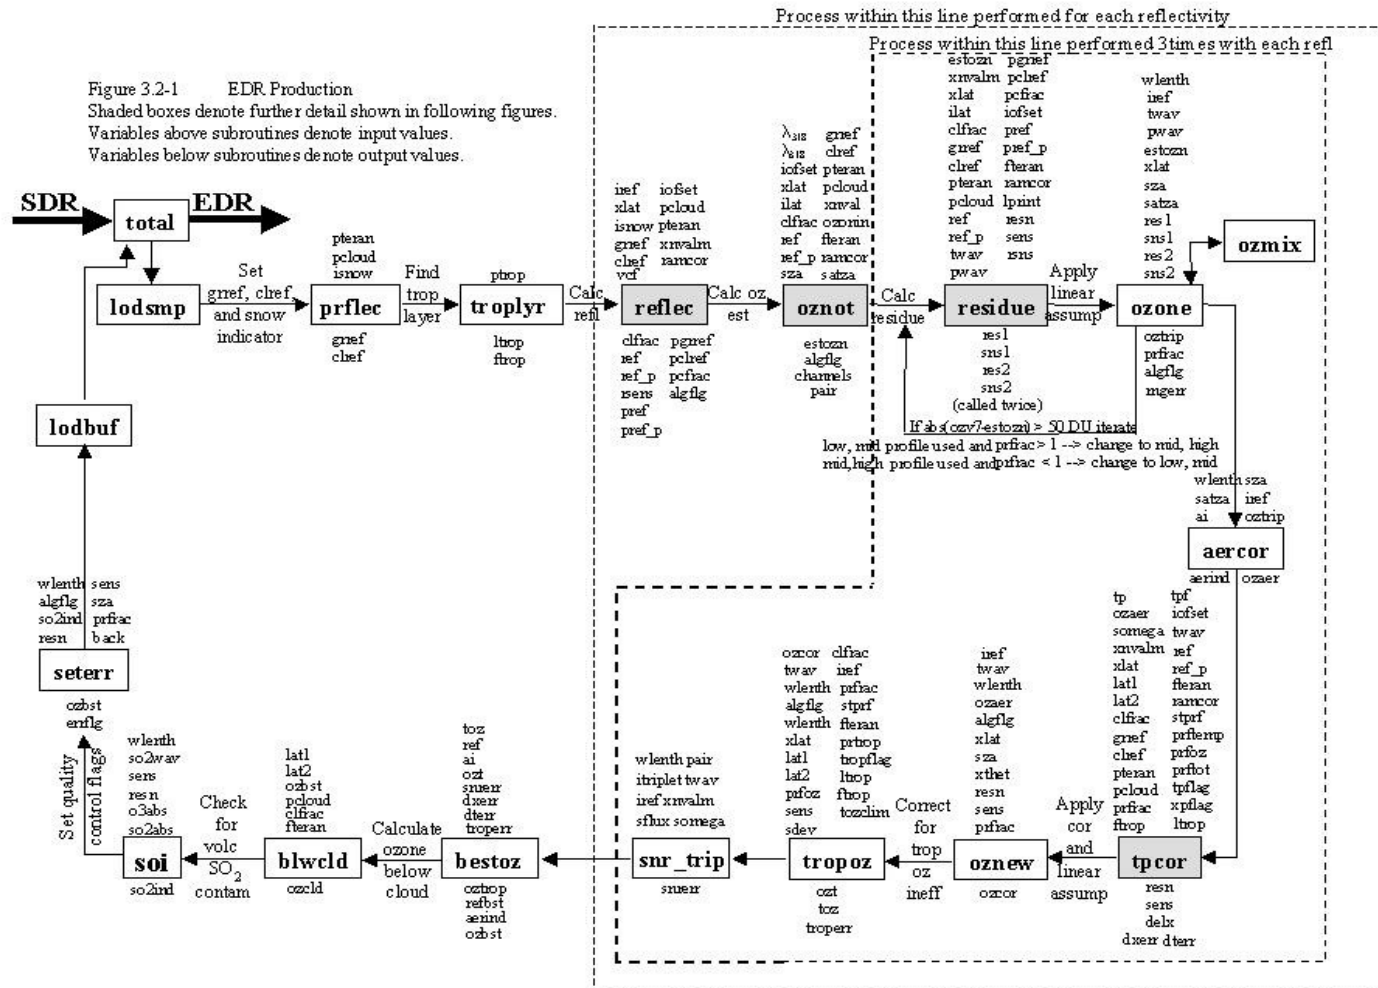 Process within this line performed for each reflectivity
Process within this line performed 3 times with each refl
Figure 3.2-1 EDR Production
Shaded boxes denote further detail shown in following figures.
Variables above subroutines denote input values.
Variables below subroutines denote output values.
SDR
EDR
total
lodsmp
Set
grref, clref,
and snow
indicator
pteran
pcloud
isnow
prflec
grref
clref
Find
trop
layer
ptrop
troplyr
ltrop
ftrop
Calc
refl
iref iofset
xlat pcloud
isnow pteran
grref xnvalm
clref ramcor
vcf
reflec
clfrac pgrref
ref pclref
ref_p pcfrac
rsens algflg
pref
pref_p
Calc oz
est
λ318 grref
λ812 clref
iofset pteran
xlat pcloud
ilat xnval
clfrac ozonin
ref fteran
ref_p ramcor
sza satza
oznot
estozn
algflg
channels
pair
Calc
residue
estozn pgrref
xnvalm pclref
xlat pcfrac
ilat iofset
clfrac pref
grref pref_p
clref fteran
pteran ramcor
pcloud lprint
ref resn
ref_p sens
twav rsns
pwav
residue
res1
sns1
res2
sns2
(called twice)
Apply
linear
assump
wlenth
iref
twav
pwav
estozn
xlat
sza
satza
res1
sns1
res2
sns2
ozone
oztrip
prfrac
algflg
mgerr
ozmix
If abs(ozv7-estozn) > 50 DU iterate
low, mid profile used and prfrac > 1 --> change to mid, high
mid,high profile used and prfrac < 1 --> change to low, mid
wlenth sza
satza iref
ai oztrip
aercor
aerind ozaer
tp tpf
ozaer iofset
somega twav
xnvalm ref
xlat ref_p
lat1 fteran
lat2 ramcor
clfrac stprf
grref prftemp
clref prfoz
pteran prftot
pcloud tpflag
prfrac xpflag
ftrop ltrop
tpcor
resn
sens
delx
dxerr dterr
Apply
cor
and
linear
assump
iref
twav
wlenth
ozaer
algflg
xlat
sza
xthet
resn
sens
prfrac
oznew
ozcor
Correct
for
trop
oz
ineff
ozcor clfrac
twav iref
wlenth prfrac
algflg stprf
wlenth fteran
xlat prtrop
lat1 tropflag
lat2 ltrop
prfoz ftrop
sens tozclim
sdev
tropoz
ozt
toz
troperr
wlenth pair
itriplet twav
iref xnvalm
sflux somega
snr_trip
snrerr
toz
ref
ai
ozt
snrerr
dxerr
dterr
troperr
bestoz
oztrop
refbst
aerind
ozbst
Calculate
ozone
below
cloud
lat1
lat2
ozbst
pcloud
clfrac
fteran
blwcld
ozcld
Check
for
volc
SO2
contam
wlenth
so2wav
sens
resn
o3abs
so2abs
soi
so2ind
Set quality
control flags
wlenth sens
algflg sza
so2ind prfrac
resn back
seterr
ozbst
errflg
lodbuf